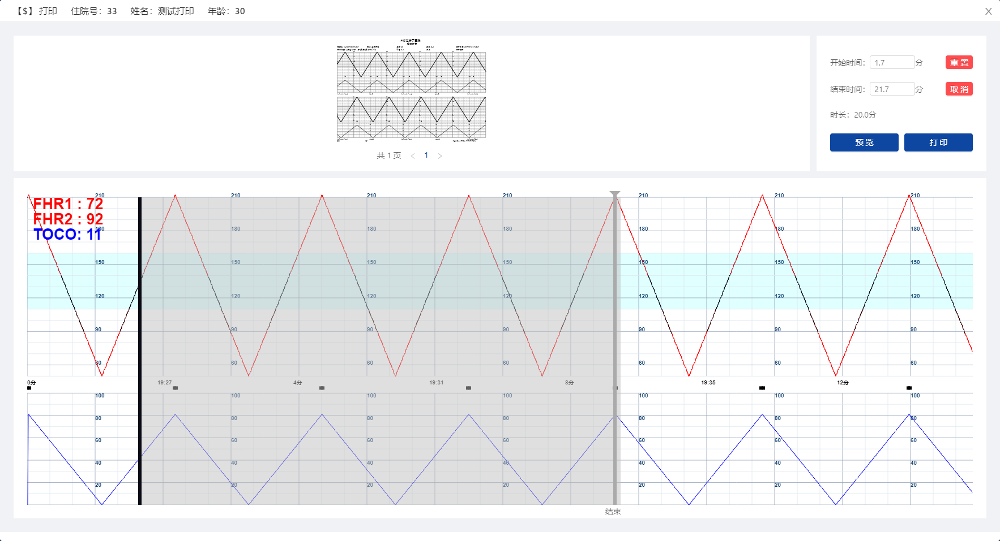 【$】 打印 住院号：33 姓名：测试打印 年龄：30 X
共 1 页 < 1 >
开始时间： 1.7 分 重 置
结束时间： 21.7 分 取 消
时长：20.0分
预 览 打 印
FHR1 : 72
FHR2 : 92
TOCO: 11
210 210 210 210 210 210 210
180 180 180 180 180 180 180
150 150 150 150 150 150 150
120 120 120 120 120 120 120
90 90 90 90 90 90 90
60 60 60 60 60 60 60
0分 19:27 4分 19:31 8分 19:35 12分
100 100 100 100 100 100 100
80 80 80 80 80 80 80
60 60 60 60 60 60 60
40 40 40 40 40 40 40
20 20 20 20 20 20 20
结束